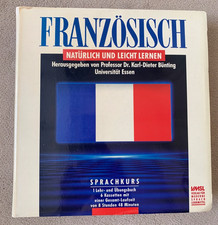 FRANZÖSISCH
NATÜRLICH UND LEICHT LERNEN
Herausgegeben von Professor Dr. Karl-Dieter Bünting
Universität Essen
SPRACHKURS
1 Lehr- und Übungsbuch
6 Kassetten mit
einer Gesamt-Laufzeit
von 8 Stunden 48 Minuten